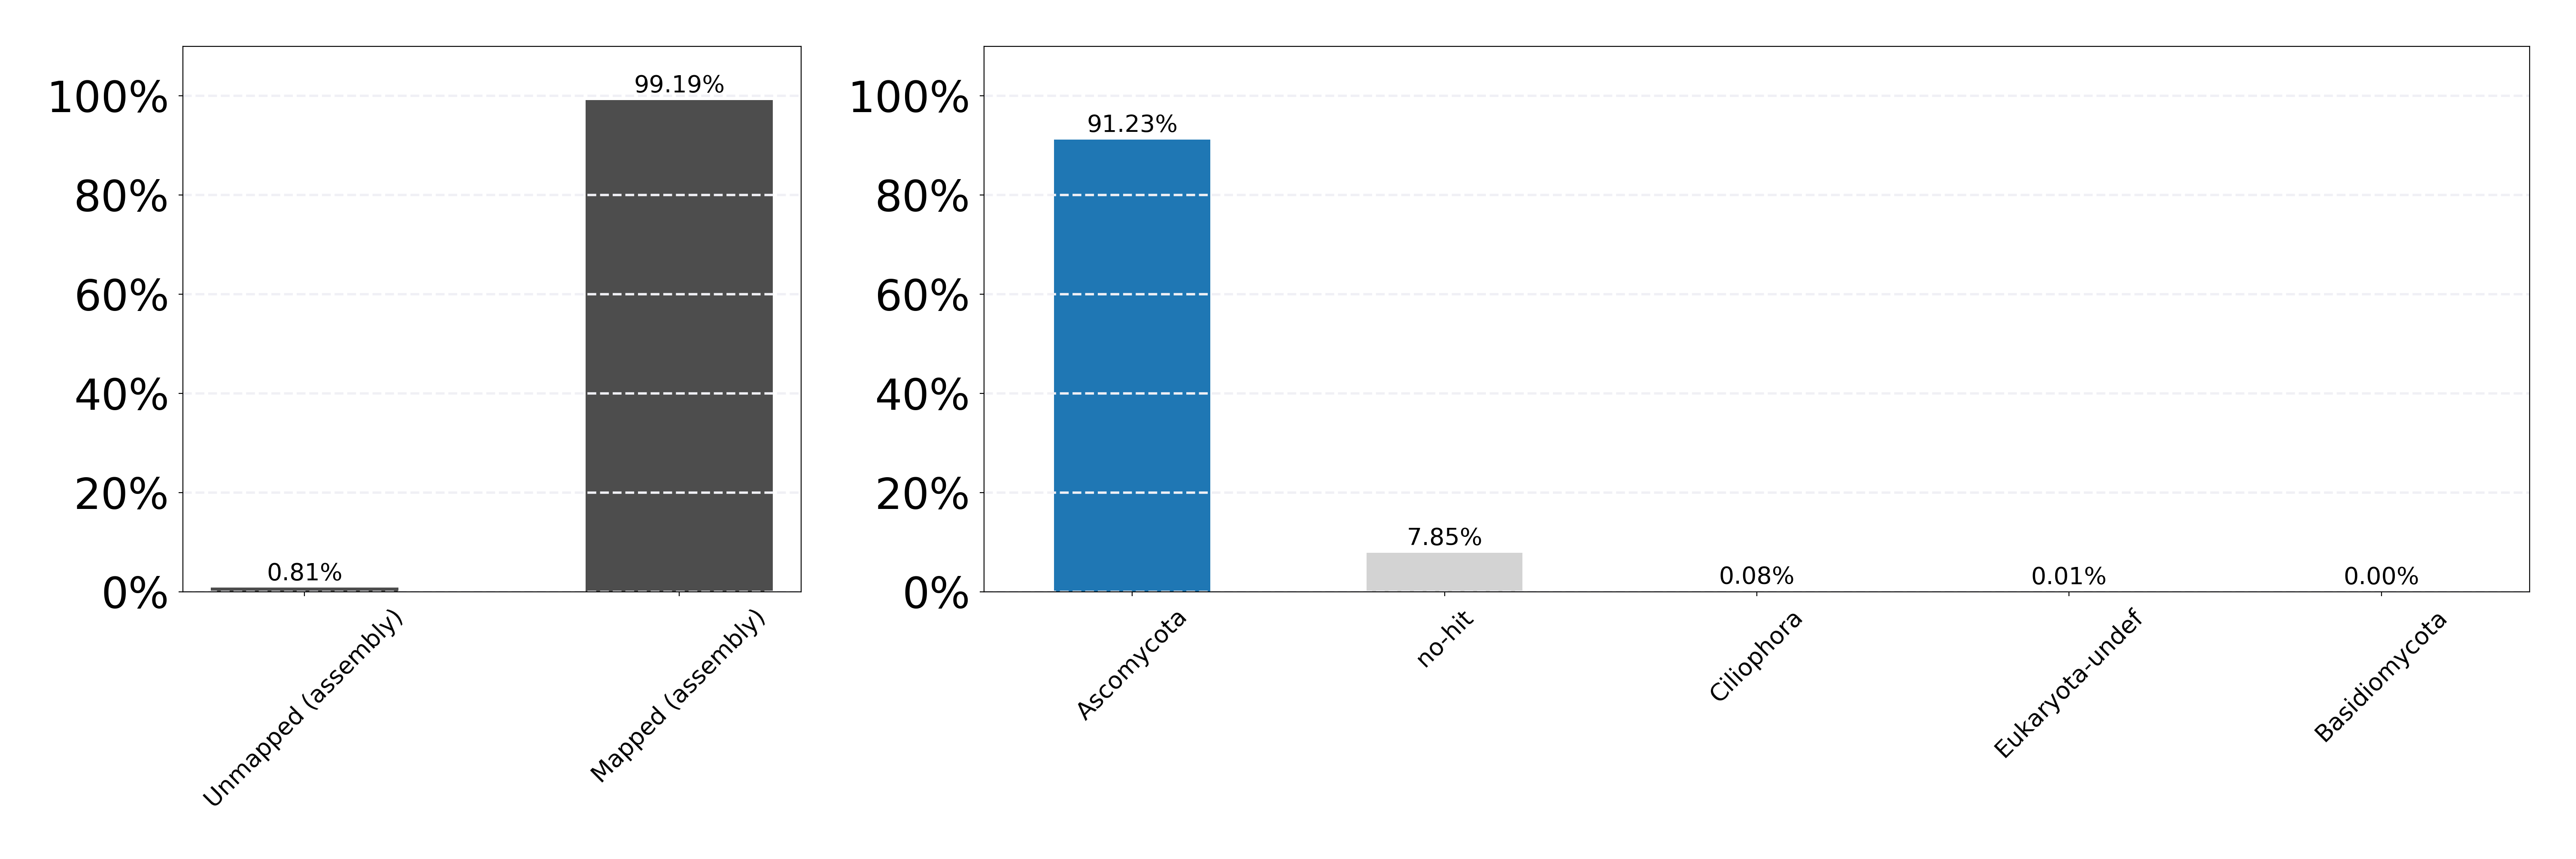 100%
80%
60%
40%
20%
0%
0.81%
99.19%
Unmapped (assembly)
Mapped (assembly)
100%
80%
60%
40%
20%
0%
91.23%
7.85%
0.08%
0.01%
0.00%
Ascomycota
no-hit
Ciliophora
Eukaryota-undef
Basidiomycota